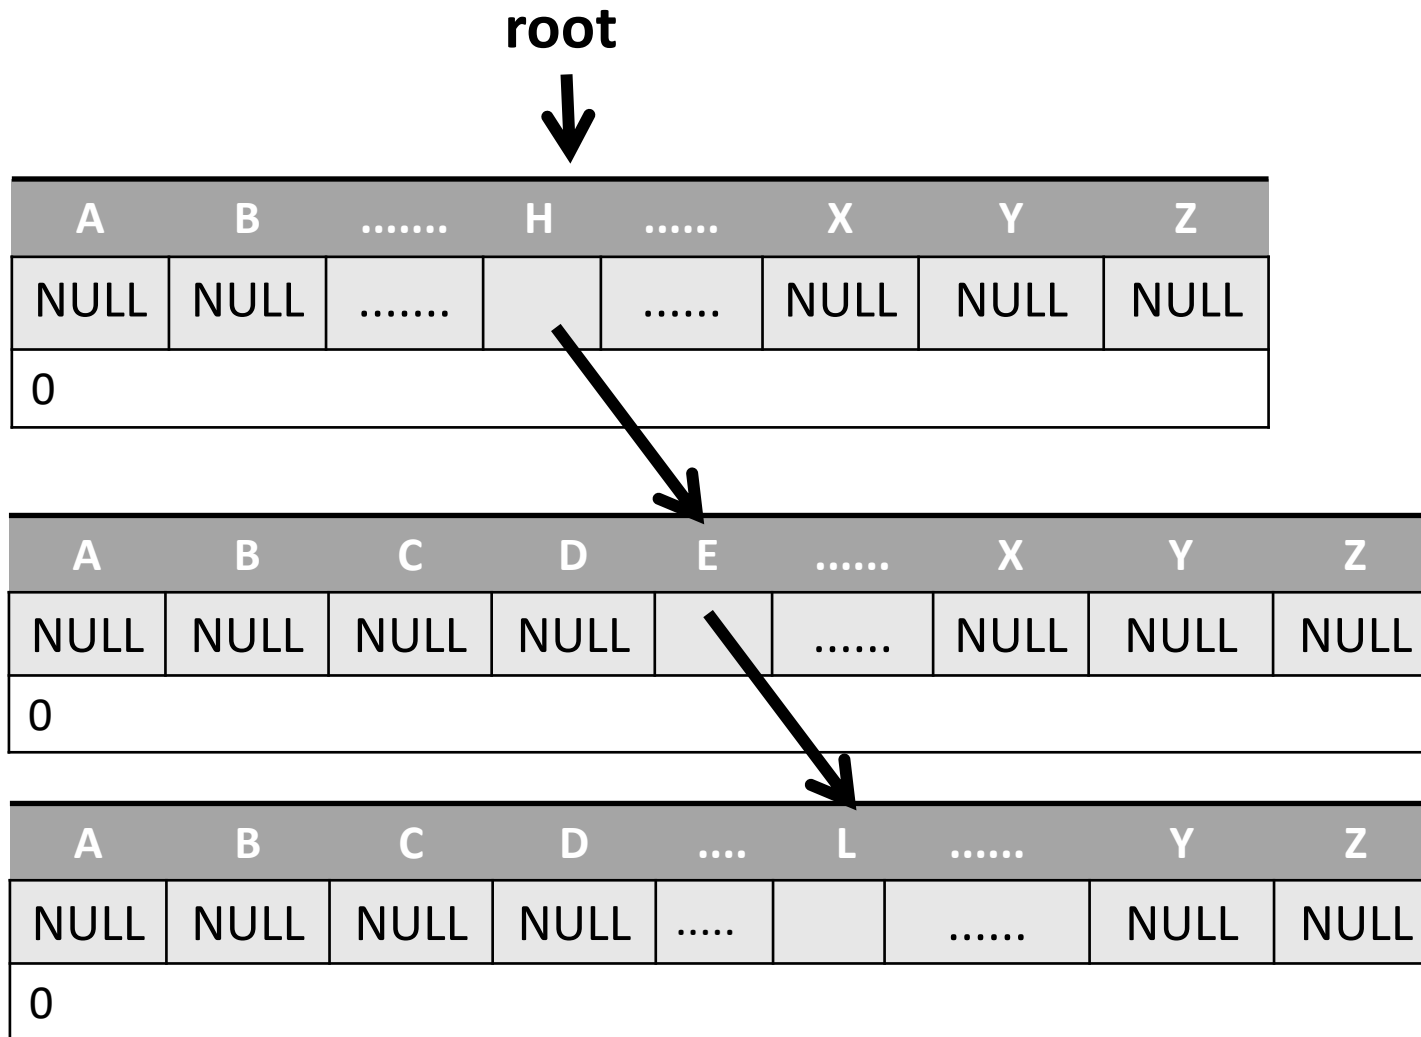 root
A B ....... H ...... X Y Z
NULL NULL ....... ...... NULL NULL NULL
0
A B C D E ...... X Y Z
NULL NULL NULL NULL ...... NULL NULL NULL
0
A B C D .... L ...... Y Z
NULL NULL NULL NULL ..... ...... NULL NULL
0